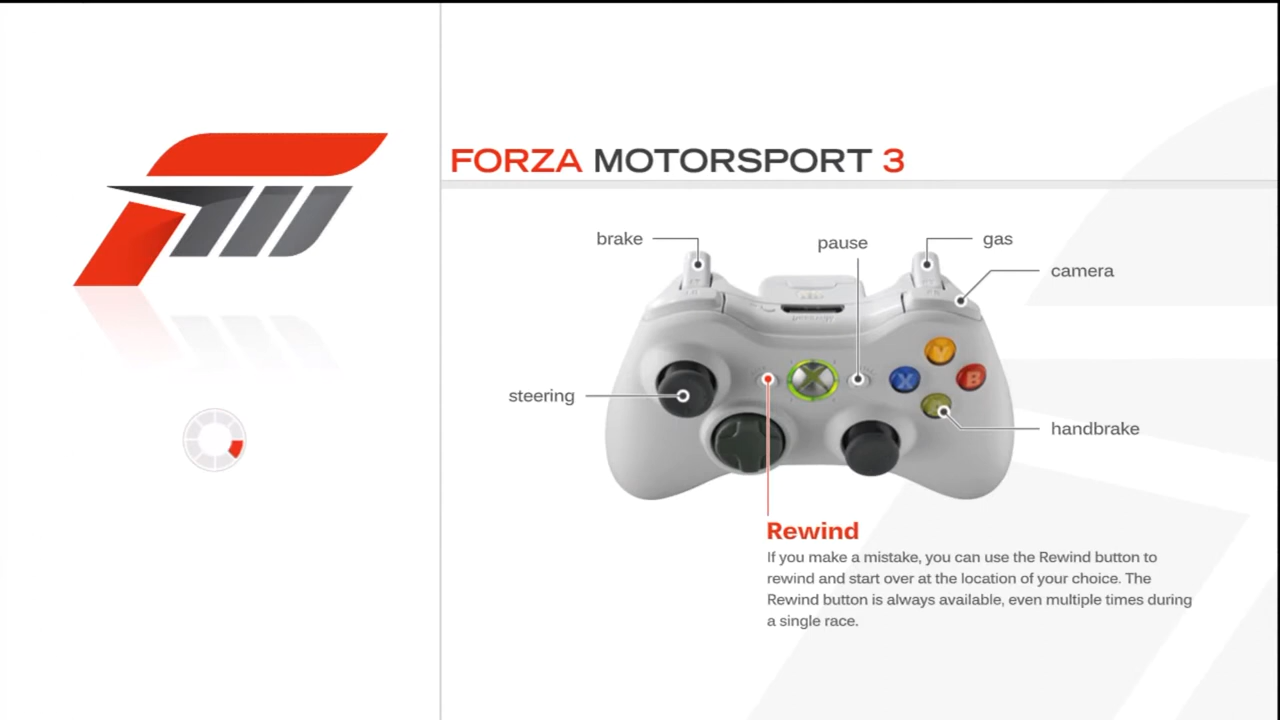 FORZA MOTORSPORT 3
brake
pause
gas
camera
steering
Y
X
B
handbrake
Rewind
If you make a mistake, you can use the Rewind button to
rewind and start over at the location of your choice. The
Rewind button is always available, even multiple times during
a single race.